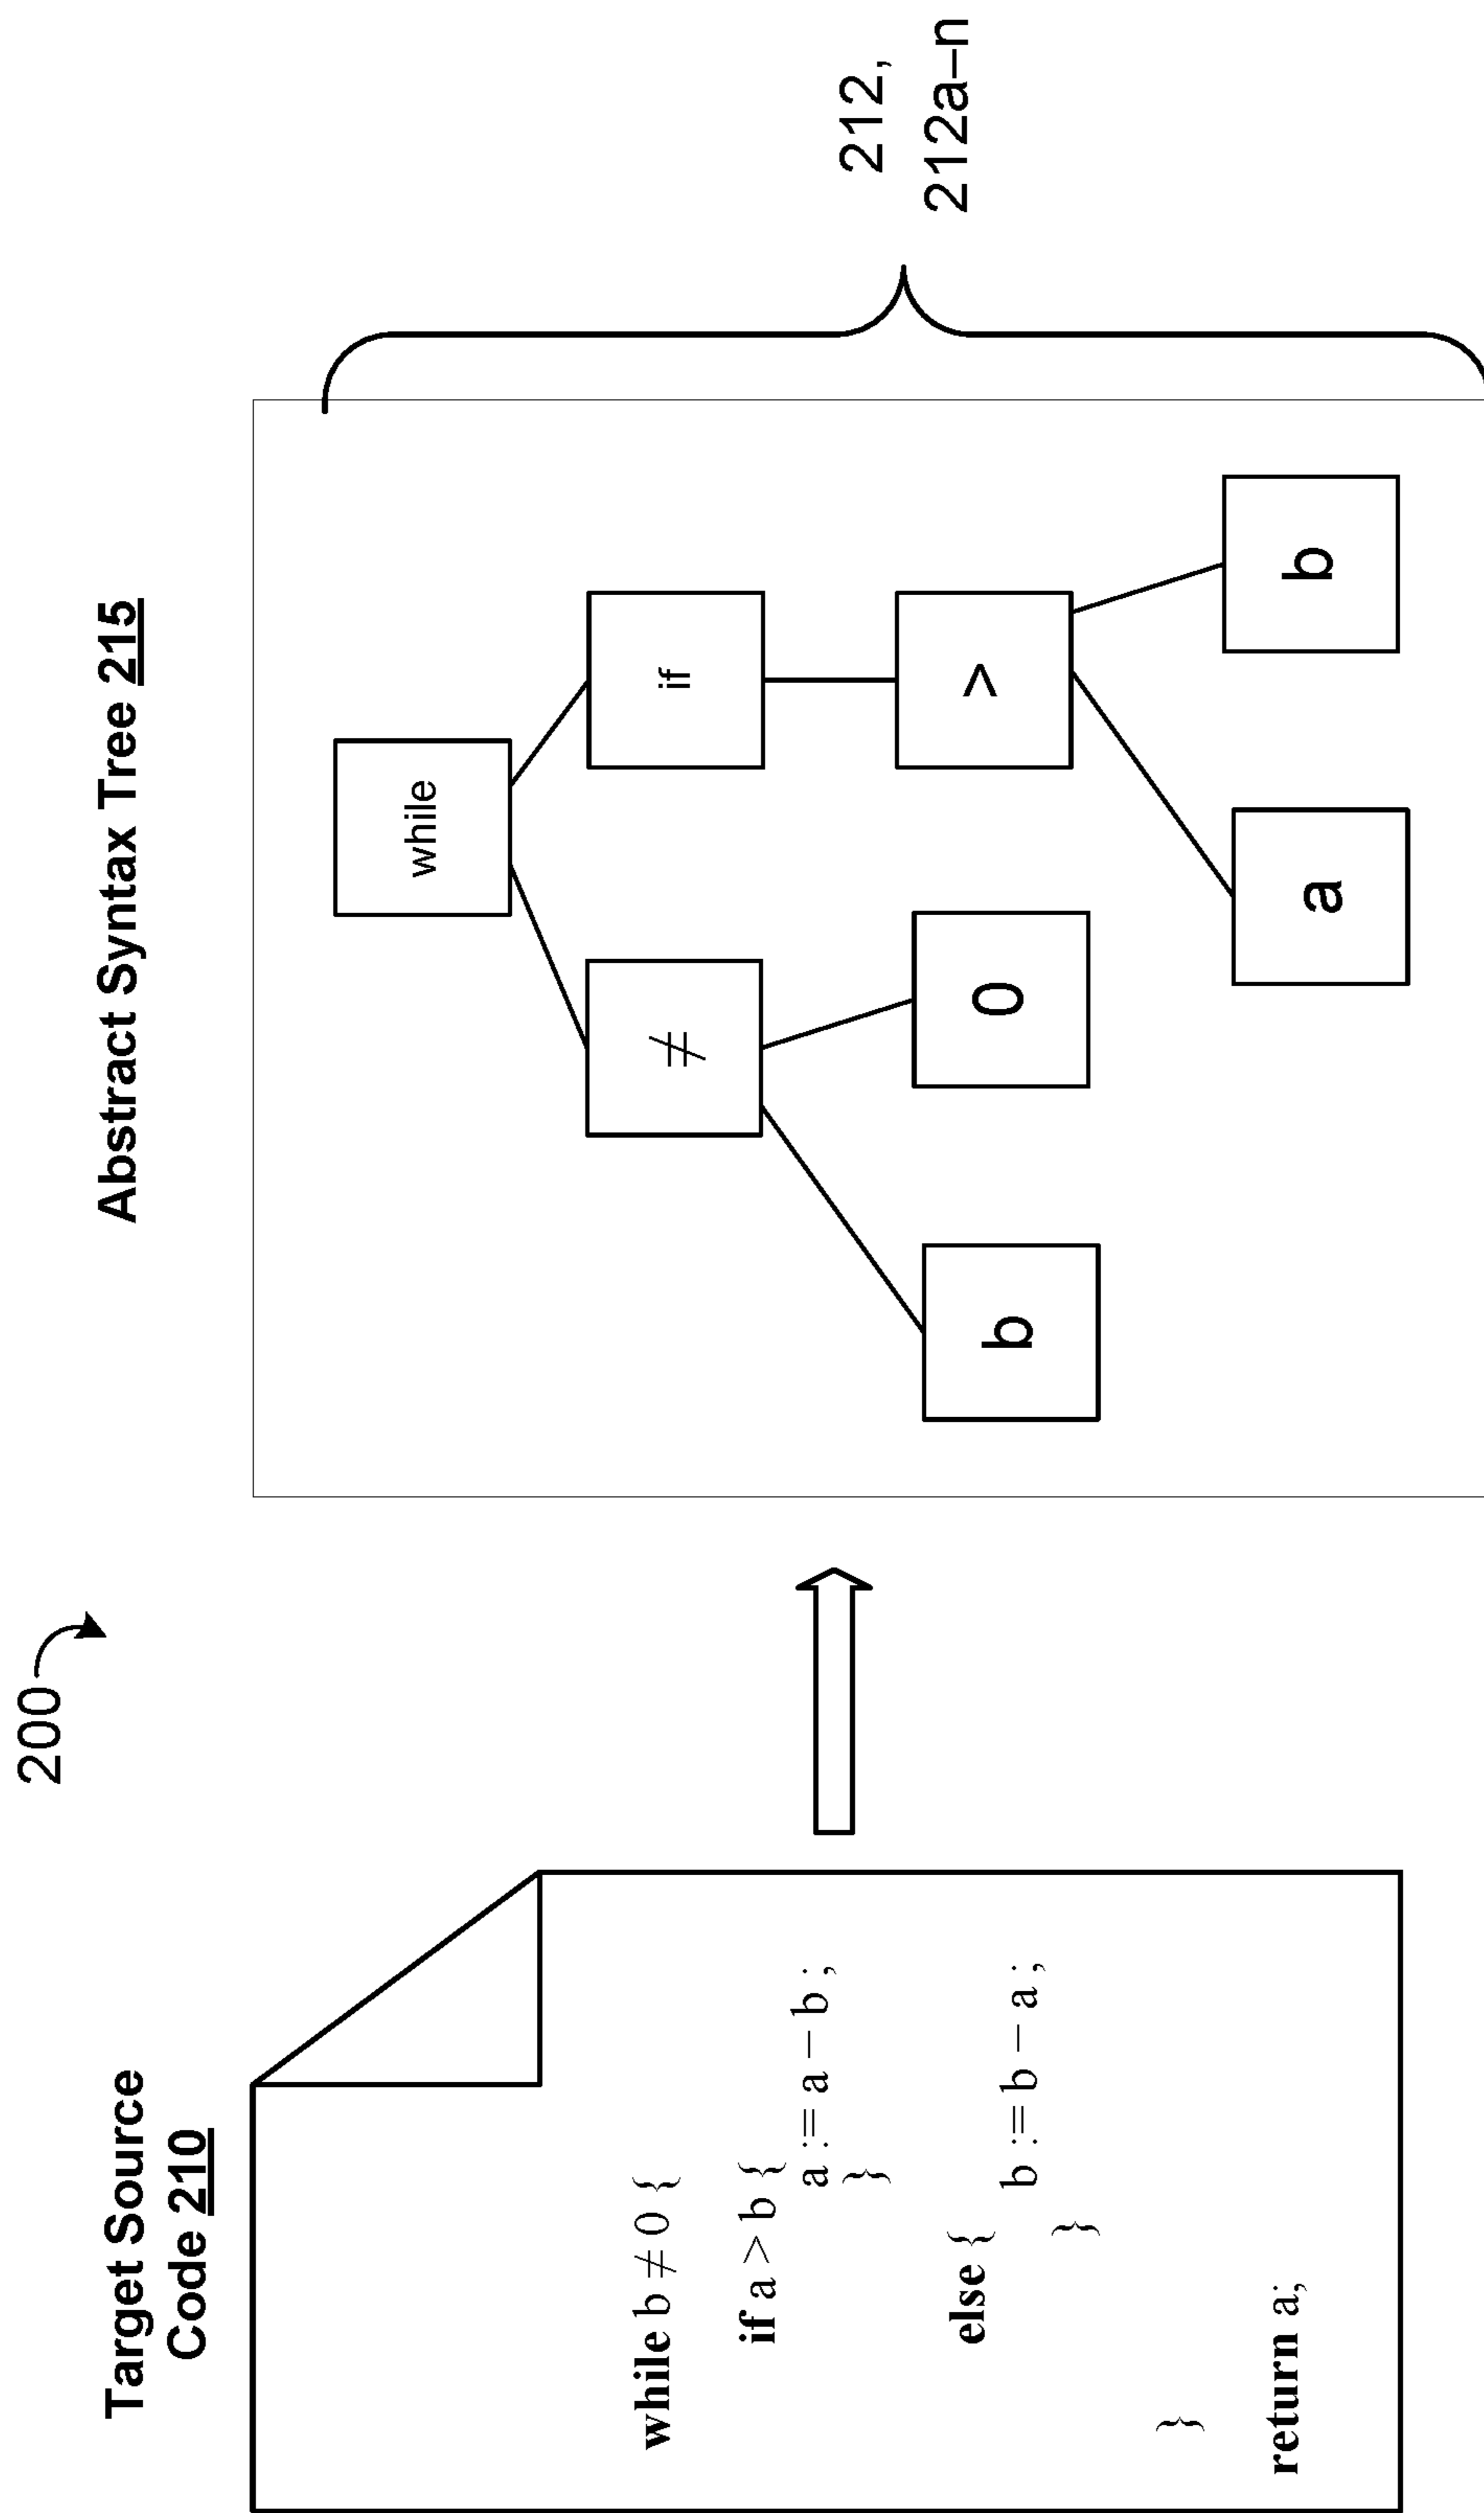 200
Target Source
Code 210
while b ≠ 0 {
if a > b {
a := a − b ;
}
else {
b := b − a ;
}
}
return a;
Abstract Syntax Tree 215
while
≠
if
b
0
>
a
b
212,
212a–n